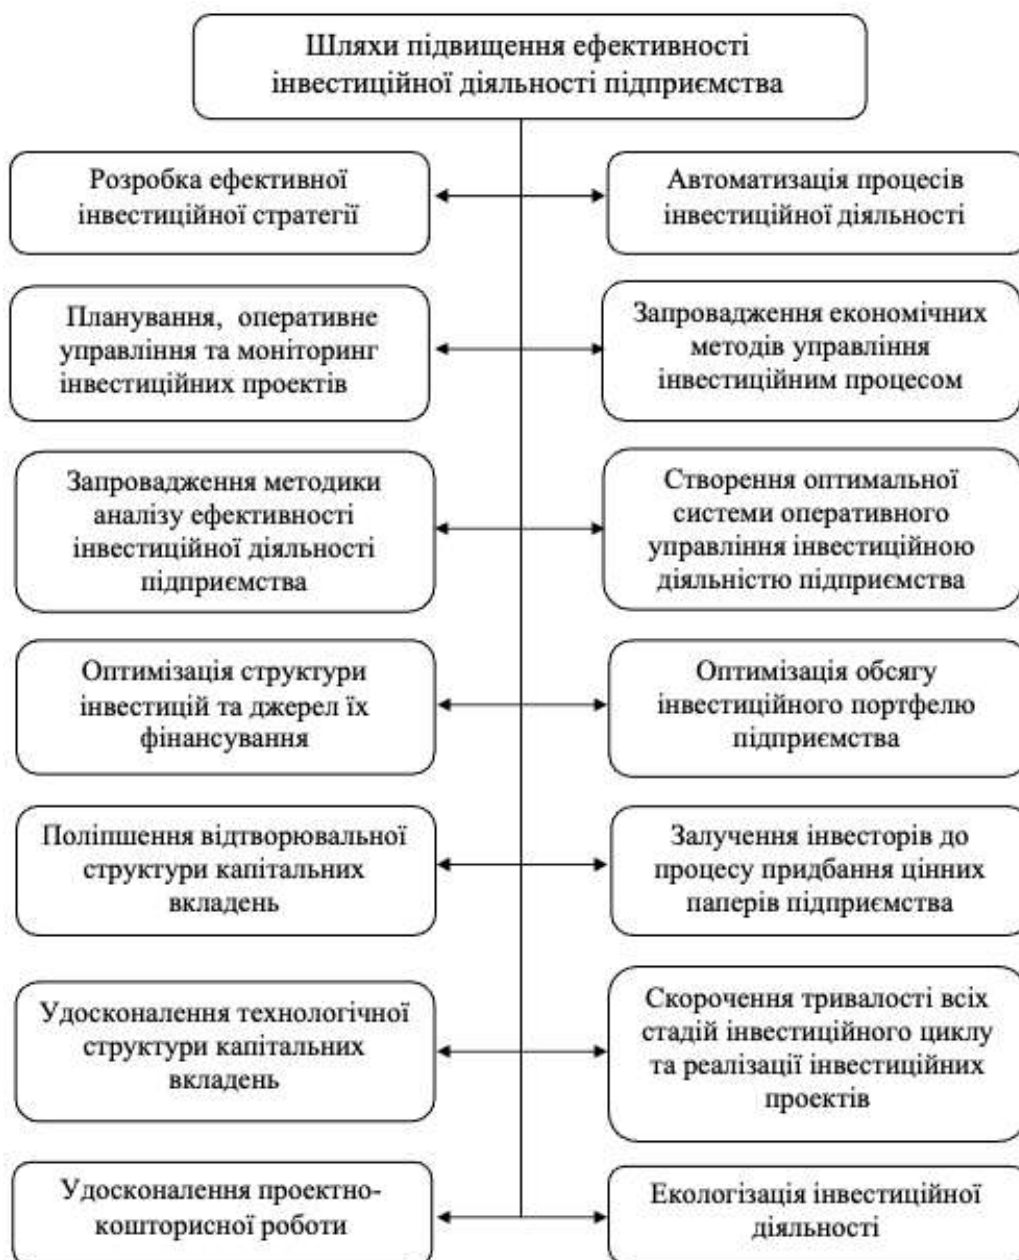 Шляхи підвищення ефективності
інвестиційної діяльності підприємства
Розробка ефективної
інвестиційної стратегії
Автоматизація процесів
інвестиційної діяльності
Планування, оперативне
управління та моніторинг
інвестиційних проектів
Запровадження економічних
методів управління
інвестиційним процесом
Запровадження методики
аналізу ефективності
інвестиційної діяльності
підприємства
Створення оптимальної
системи оперативного
управління інвестиційною
діяльністю підприємства
Оптимізація структури
інвестицій та джерел їх
фінансування
Оптимізація обсягу
інвестиційного портфелю
підприємства
Поліпшення відтворювальної
структури капітальних
вкладень
Залучення інвесторів до
процесу придбання цінних
паперів підприємства
Удосконалення технологічної
структури капітальних
вкладень
Скорочення тривалості всіх
стадій інвестиційного циклу
та реалізації інвестиційних
проектів
Удосконалення проектно-
кошторисної роботи
Екологізація інвестиційної
діяльності